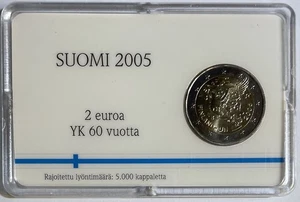 SUOMI 2005
2 euroa
YK 60 vuotta
Rajoitettu lyöntimäärä: 5.000 kappaletta